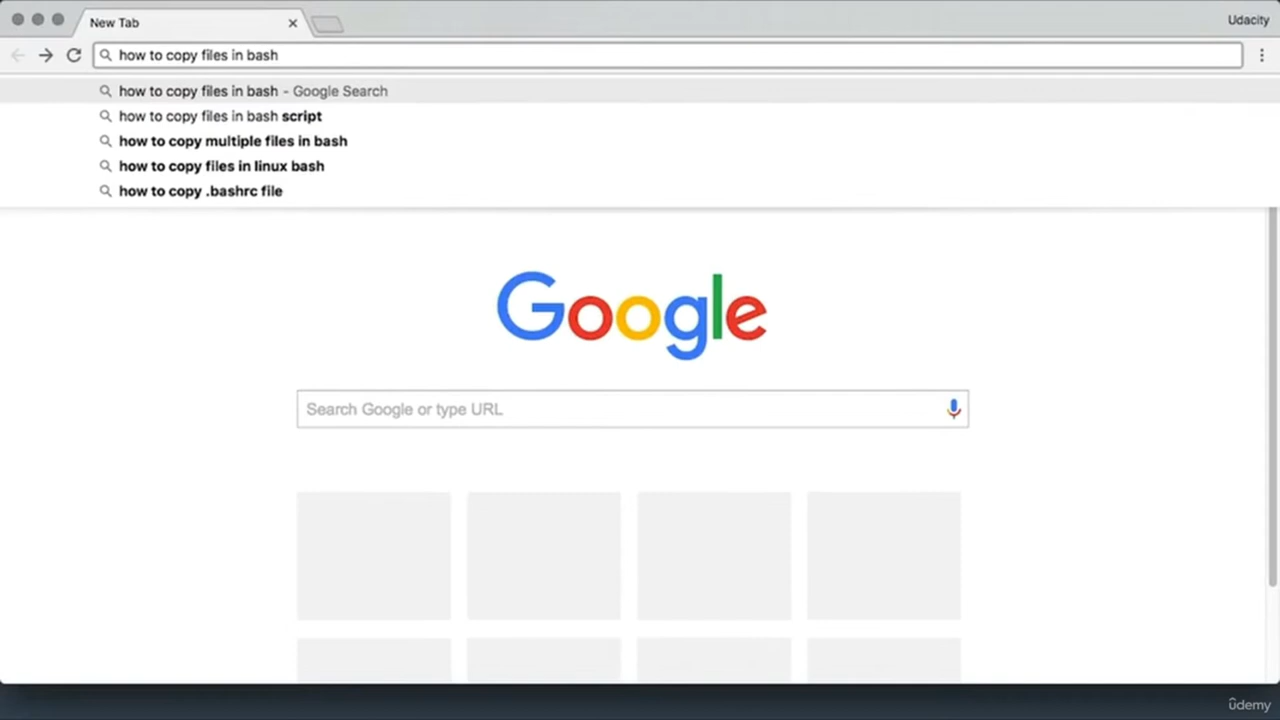 New Tab
Udacity
how to copy files in bash
how to copy files in bash - Google Search
how to copy files in bash script
how to copy multiple files in bash
how to copy files in linux bash
how to copy .bashrc file
Google
Search Google or type URL
ûdemy